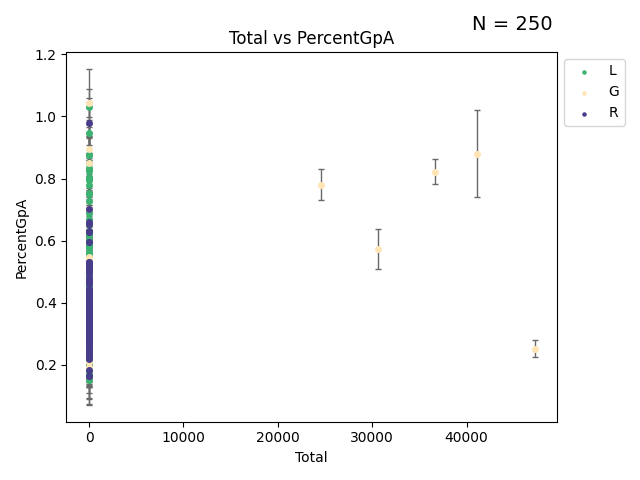 N = 250
Total vs PercentGpA
L
G
R
PercentGpA
1.2
1.0
0.8
0.6
0.4
0.2
0 10000 20000 30000 40000
Total